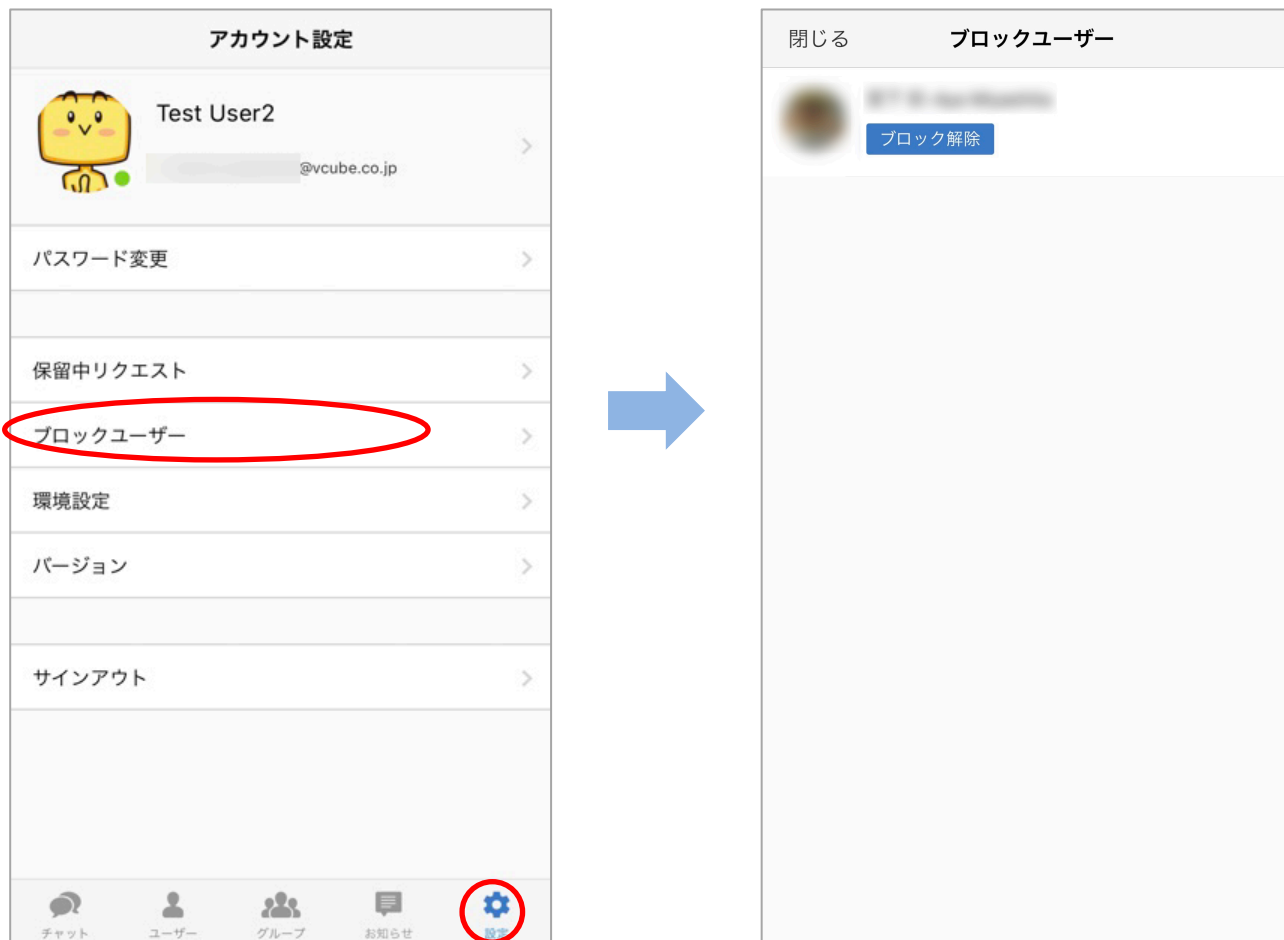 アカウント設定
Test User2
@vcube.co.jp
パスワード変更
保留中リクエスト
ブロックユーザー
環境設定
バージョン
サインアウト
チャット
ユーザー
グループ
お知らせ
設定
閉じる
ブロックユーザー
ブロック解除